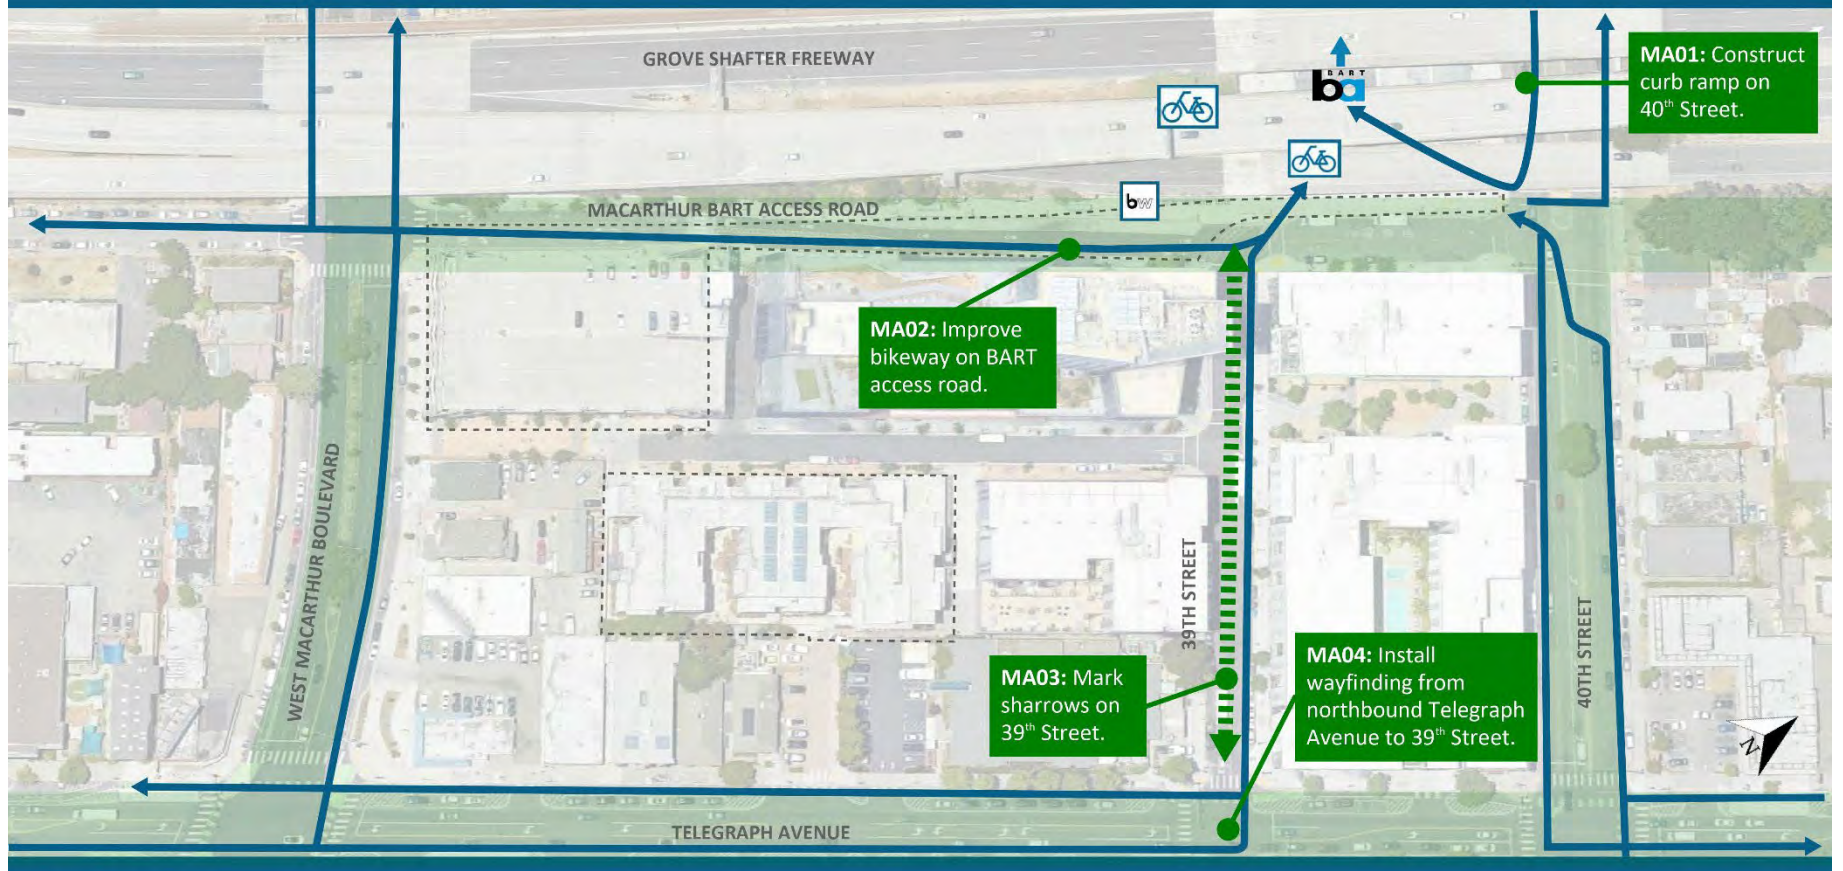 GROVE SHAFTER FREEWAY
BART
ba
MA01: Construct
curb ramp on
40th Street.
MACARTHUR BART ACCESS ROAD
bw
MA02: Improve
bikeway on BART
access road.
WEST MACARTHUR BOULEVARD
39TH STREET
40TH STREET
MA03: Mark
sharrows on
39th Street.
MA04: Install
wayfinding from
northbound Telegraph
Avenue to 39th Street.
N
TELEGRAPH AVENUE